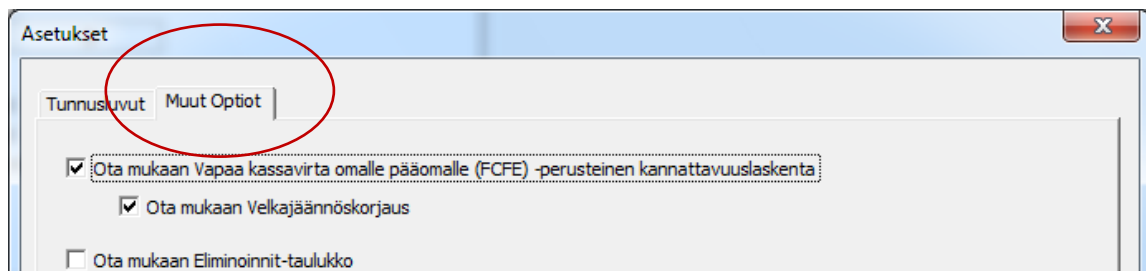 Asetukset
Tunnusluvut Muut Optiot
Ota mukaan Vapaa kassavirta omalle pääomalle (FCFE) -perusteinen kannattavuuslaskenta
Ota mukaan Velkajäännöskorjaus
Ota mukaan Eliminoinnit-taulukko